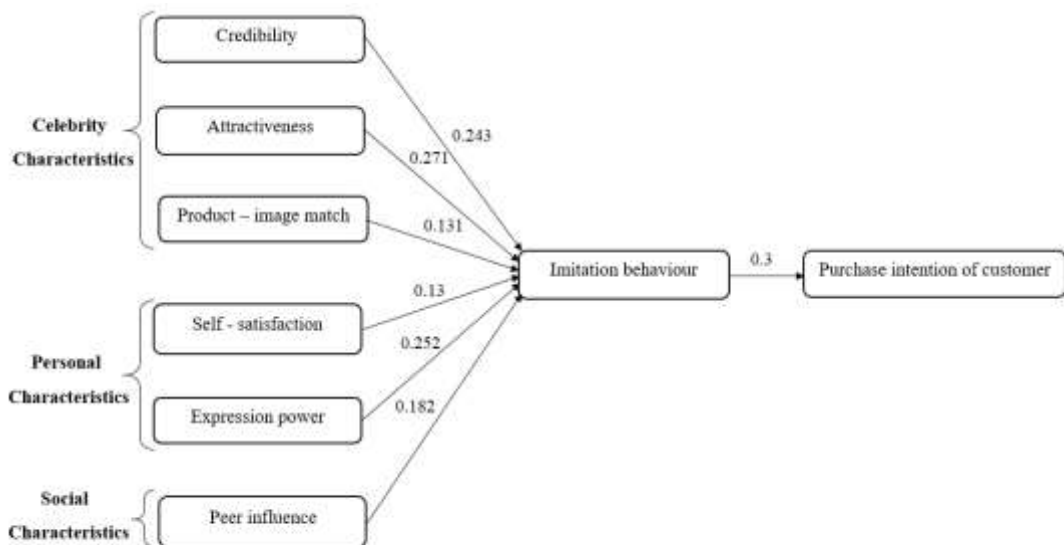 Credibility
Celebrity
Characteristics
Attractiveness
Product – image match
0.243
0.271
0.131
Imitation behaviour
0.3
Purchase intention of customer
0.13
0.252
0.182
Self - satisfaction
Personal
Characteristics
Expression power
Social
Characteristics
Peer influence